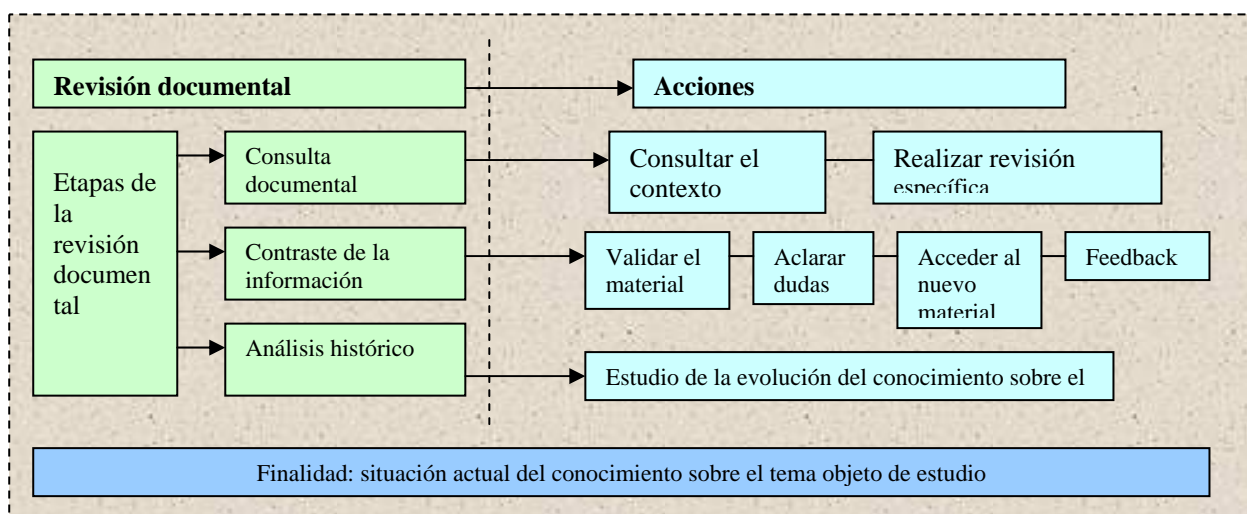 Revisión documental
Acciones
Etapas de
la
revisión
documen
tal
Consulta
documental
Consultar el
contexto
Realizar revisión
específica
Contraste de la
información
Validar el
material
Aclarar
dudas
Acceder al
nuevo
material
Feedback
Análisis histórico
Estudio de la evolución del conocimiento sobre el
Finalidad: situación actual del conocimiento sobre el tema objeto de estudio